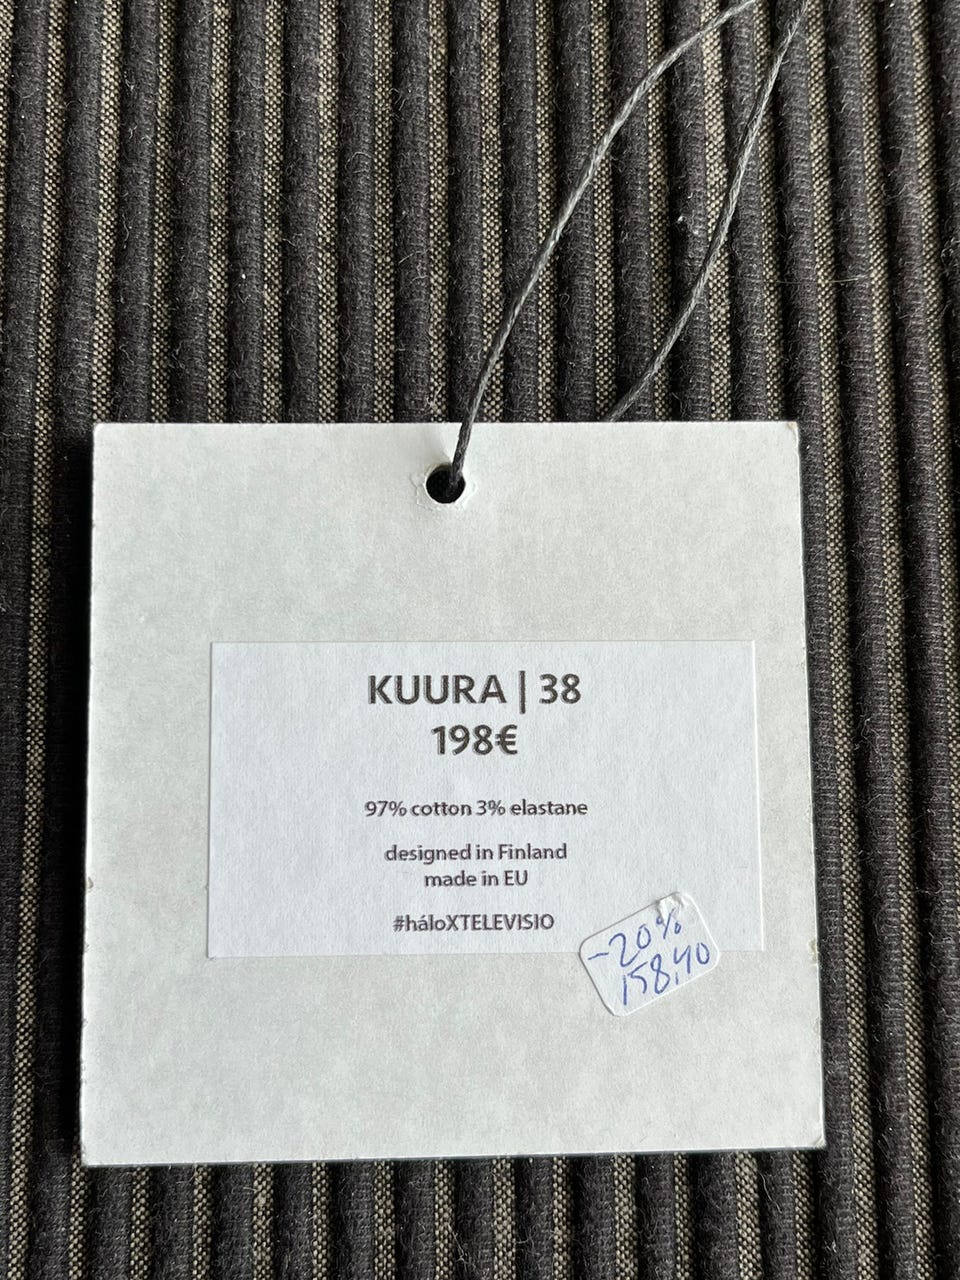 KUURA | 38
198€
97% cotton 3% elastane
designed in Finland
made in EU
#háloXTELEVISIO
-20%
158,40